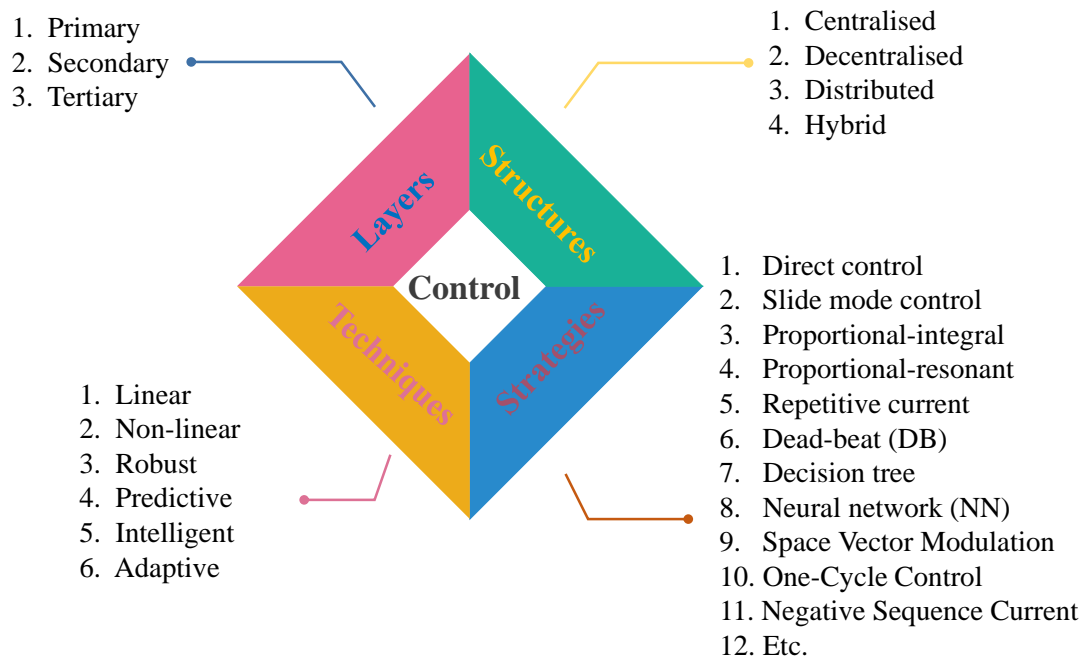 1. Primary
2. Secondary
3. Tertiary
1. Centralised
2. Decentralised
3. Distributed
4. Hybrid
Layers
Structures
Control
Techniques
Strategies
1. Direct control
2. Slide mode control
3. Proportional-integral
4. Proportional-resonant
5. Repetitive current
6. Dead-beat (DB)
7. Decision tree
8. Neural network (NN)
9. Space Vector Modulation
10. One-Cycle Control
11. Negative Sequence Current
12. Etc.
1. Linear
2. Non-linear
3. Robust
4. Predictive
5. Intelligent
6. Adaptive